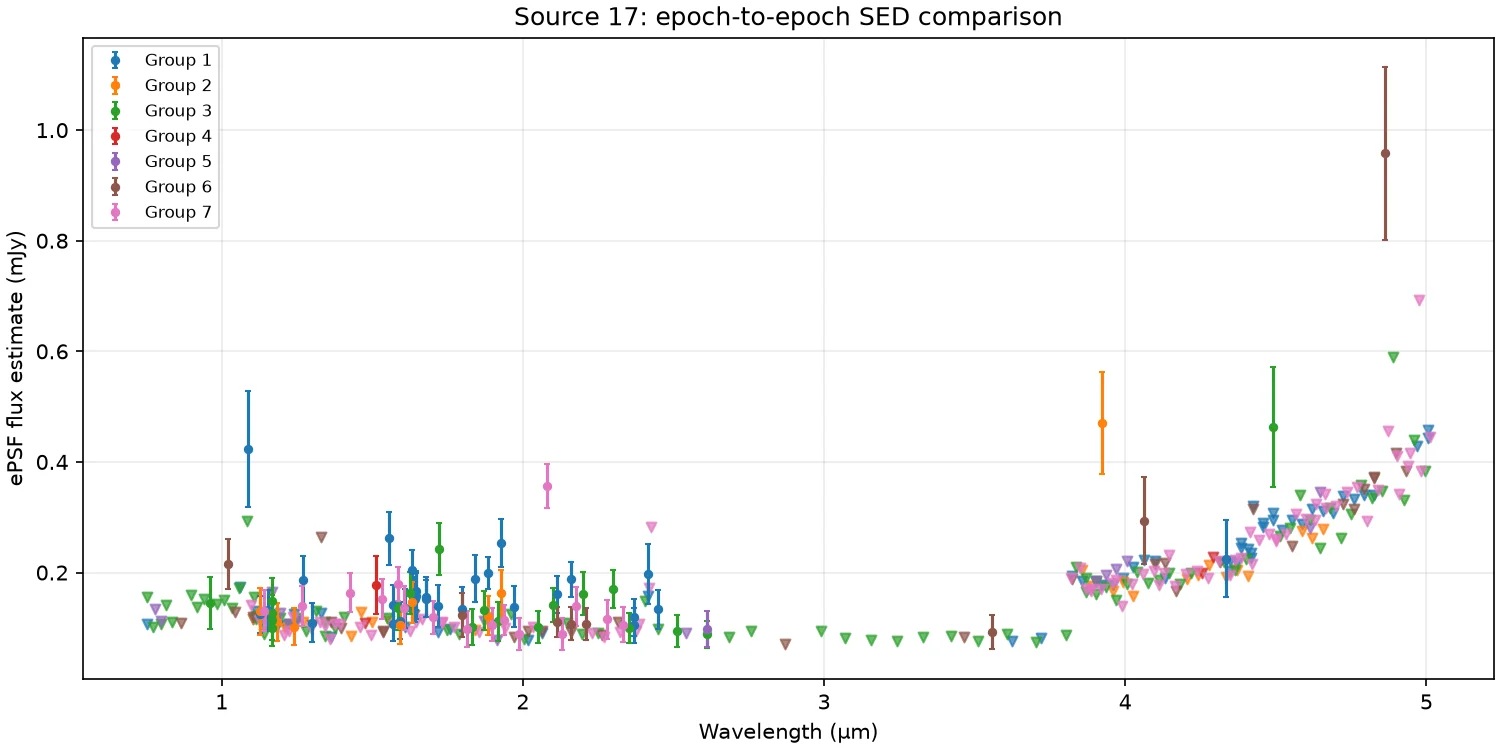 Source 17: epoch-to-epoch SED comparison
Group 1
Group 2
Group 3
Group 4
Group 5
Group 6
Group 7
ePSF flux estimate (mJy)
1.0
0.8
0.6
0.4
0.2
1 2 3 4 5
Wavelength (μm)